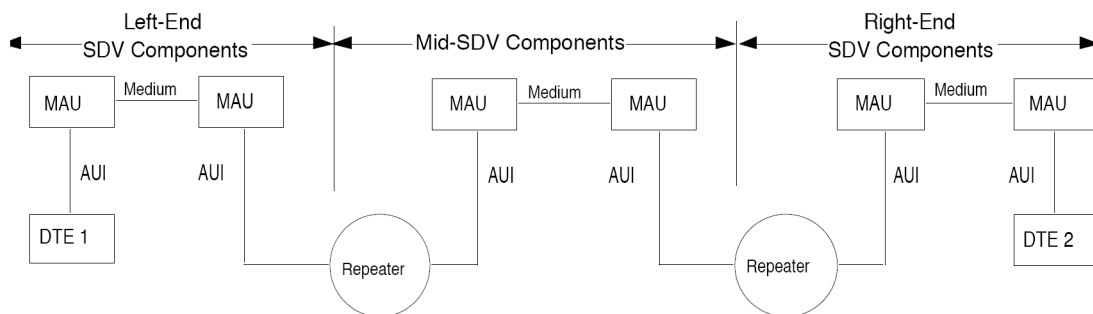 Left-End
SDV Components
Mid-SDV Components
Right-End
SDV Components
MAU
Medium
MAU
MAU
Medium
MAU
MAU
Medium
MAU
AUI
AUI
AUI
AUI
AUI
AUI
DTE 1
DTE 2
Repeater
Repeater